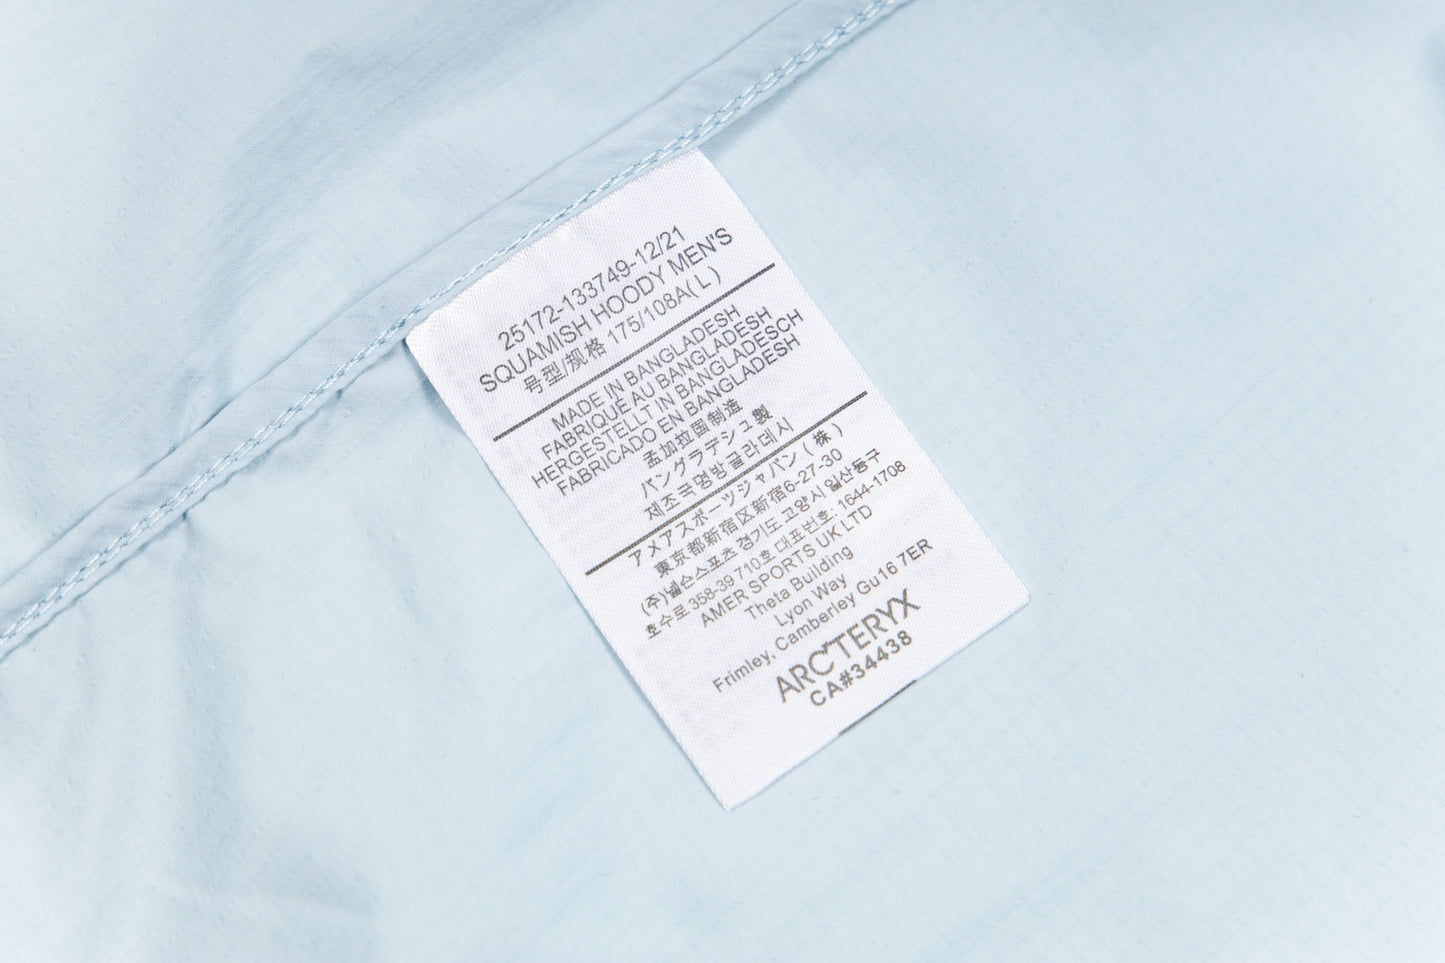 25172-133749-12/21
SQUAMISH HOODY MEN'S
号型/规格 175/108A( L )
MADE IN BANGLADESH
FABRIQUE AU BANGLADESH
HERGESTELLT IN BANGLADESCH
FABRICADO EN BANGLADESH
孟加拉国制造
バングラデシュ製
제조국명방글라데시
アメアスポーツジャパン ( 株 )
東京都新宿区新宿6-27-30
(주)넬슨스포츠 경기도 고양시 일산동구
호수로 358-39 710호 대표번호: 1644-1708
AMER SPORTS UK LTD
Theta Building
Lyon Way
Frimley, Camberley Gu16 7ER
ARC'TERYX
CA#34438